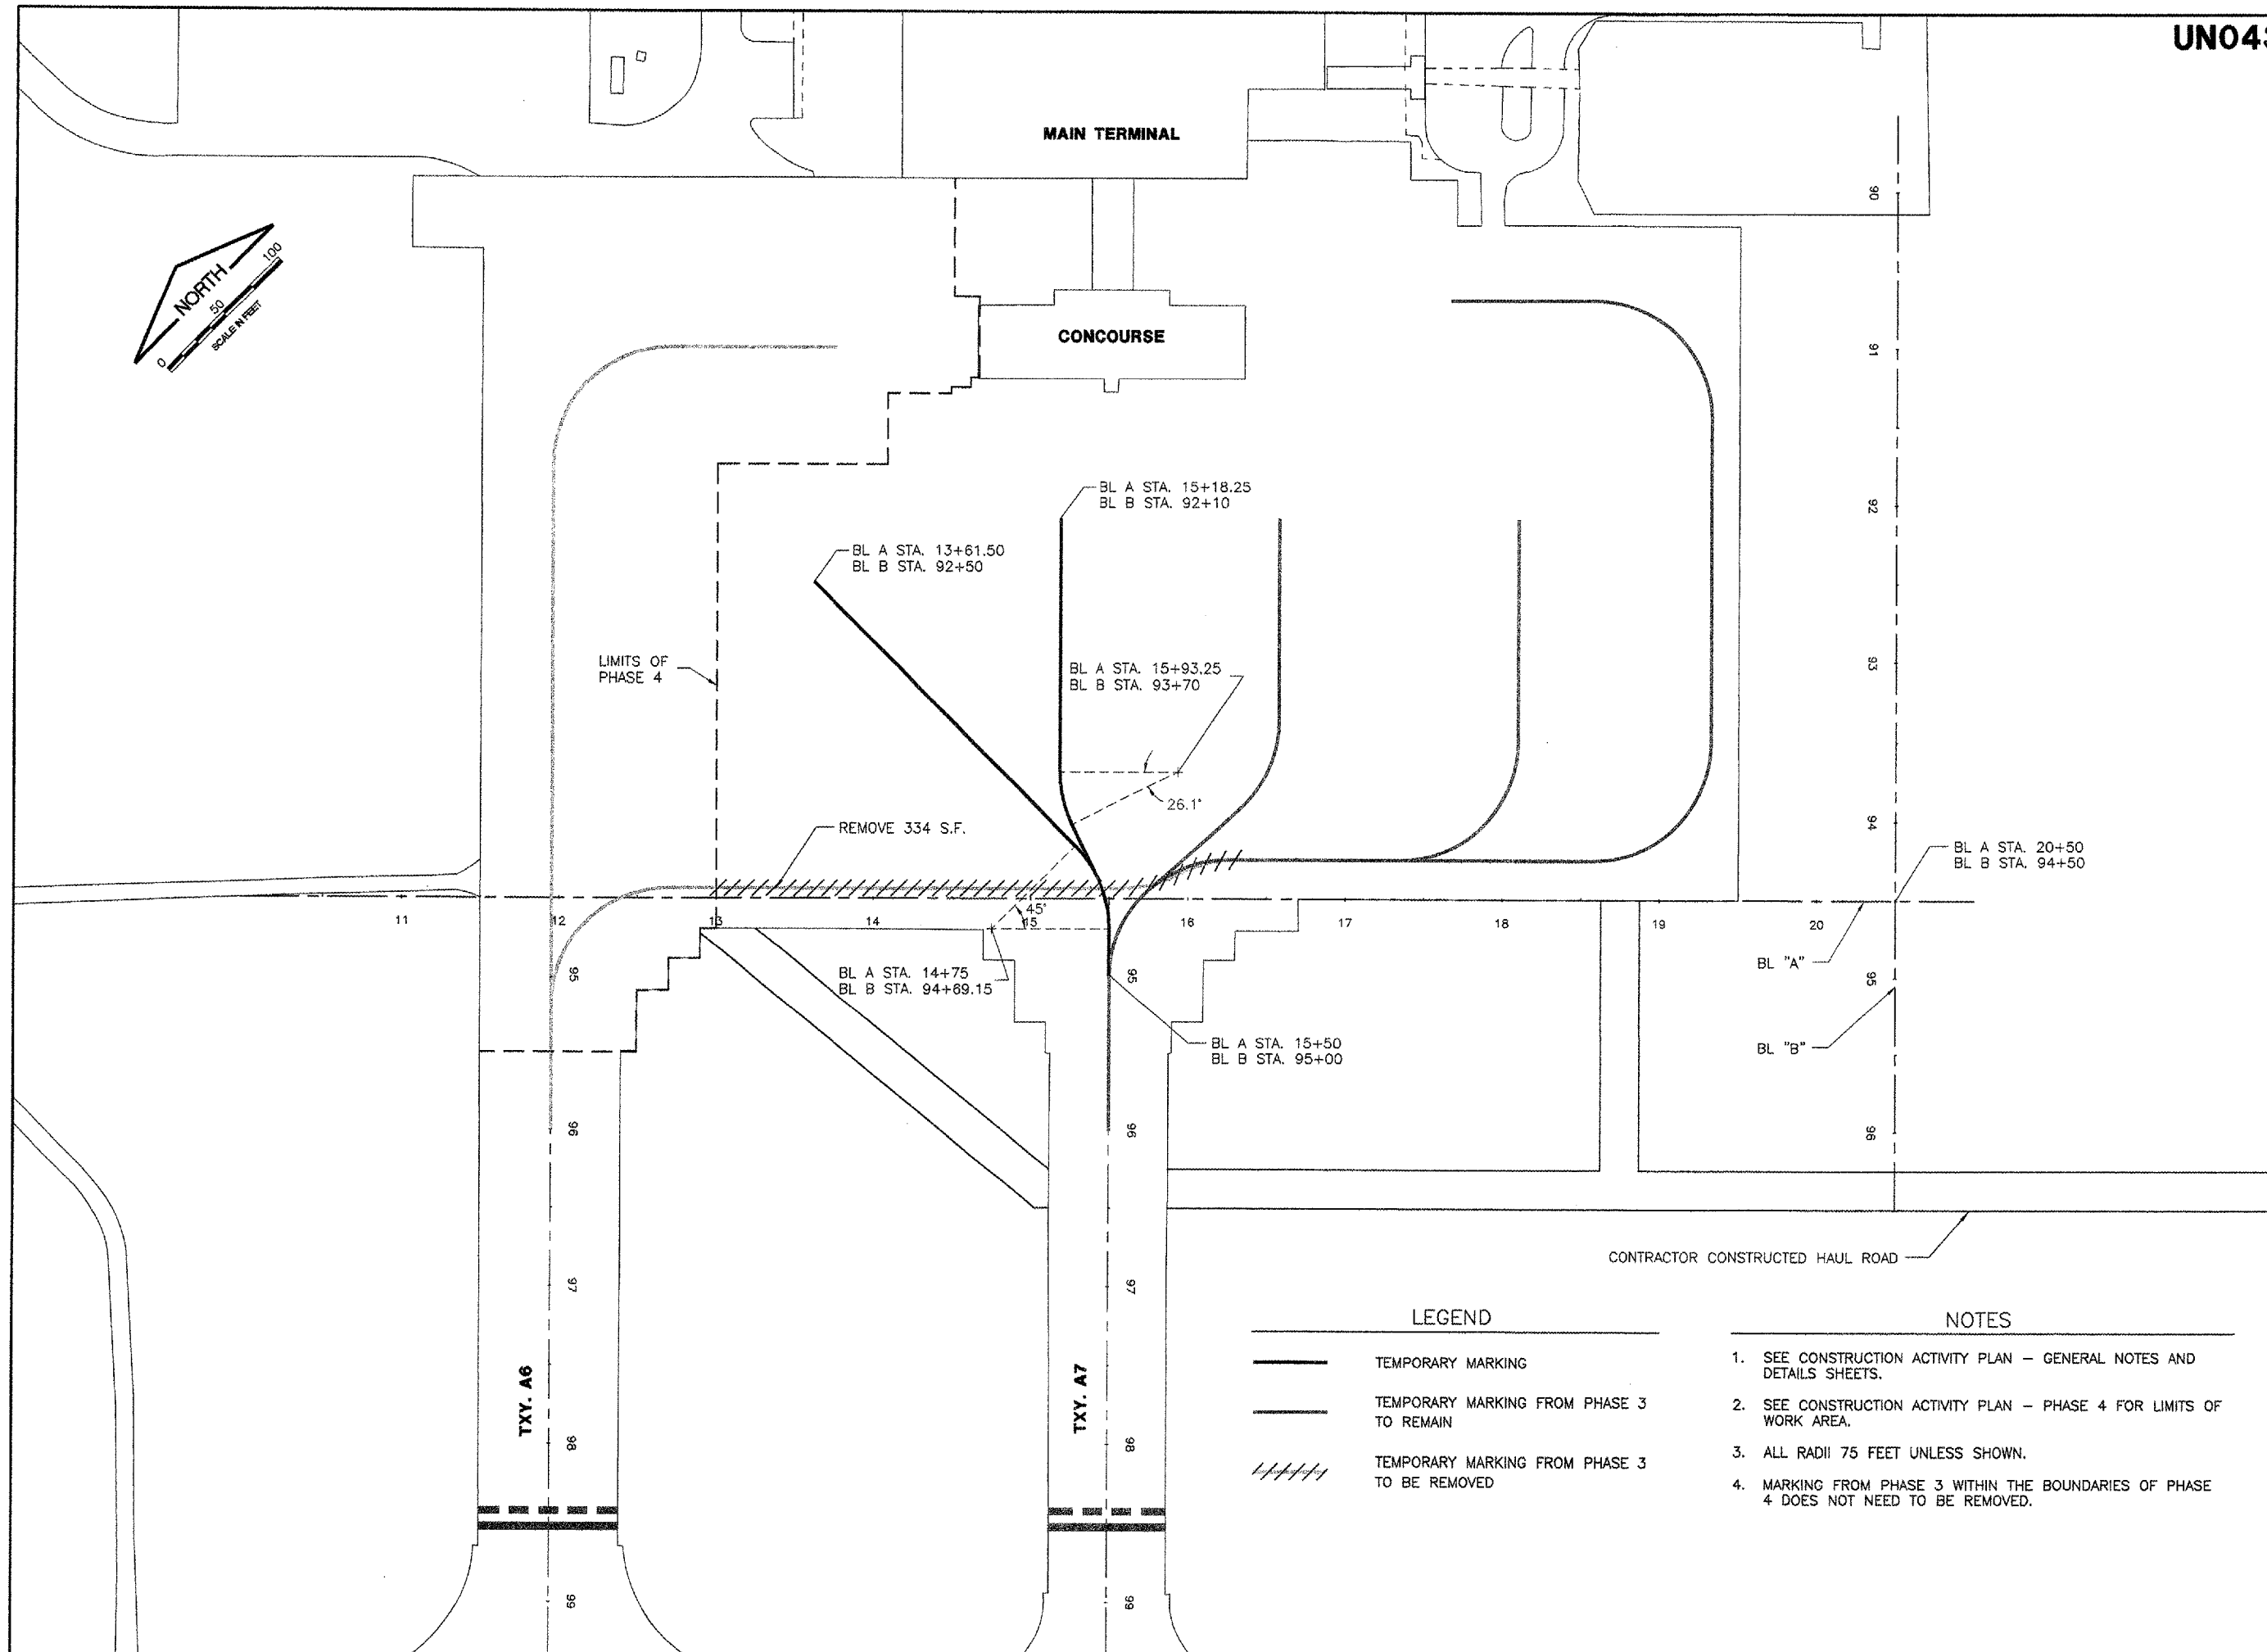 UNO43
MAIN TERMINAL
NORTH
0
50
100
SCALE IN FEET
CONCOURSE
90
91
92
93
94
95
96
BL A STA. 15+18.25
BL B STA. 92+10
BL A STA. 13+61.50
BL B STA. 92+50
LIMITS OF
PHASE 4
BL A STA. 15+93.25
BL B STA. 93+70
26.1°
REMOVE 334 S.F.
BL A STA. 20+50
BL B STA. 94+50
45°
11
12
13
14
15
16
17
18
19
20
BL "A"
BL A STA. 14+75
BL B STA. 94+69.15
BL A STA. 15+50
BL B STA. 95+00
BL "B"
95
96
97
98
99
95
96
97
98
99
TXY. A6
TXY. A7
CONTRACTOR CONSTRUCTED HAUL ROAD
LEGEND
TEMPORARY MARKING
TEMPORARY MARKING FROM PHASE 3
TO REMAIN
TEMPORARY MARKING FROM PHASE 3
TO BE REMOVED
NOTES
1. SEE CONSTRUCTION ACTIVITY PLAN – GENERAL NOTES AND
DETAILS SHEETS.
2. SEE CONSTRUCTION ACTIVITY PLAN – PHASE 4 FOR LIMITS OF
WORK AREA.
3. ALL RADII 75 FEET UNLESS SHOWN.
4. MARKING FROM PHASE 3 WITHIN THE BOUNDARIES OF PHASE
4 DOES NOT NEED TO BE REMOVED.